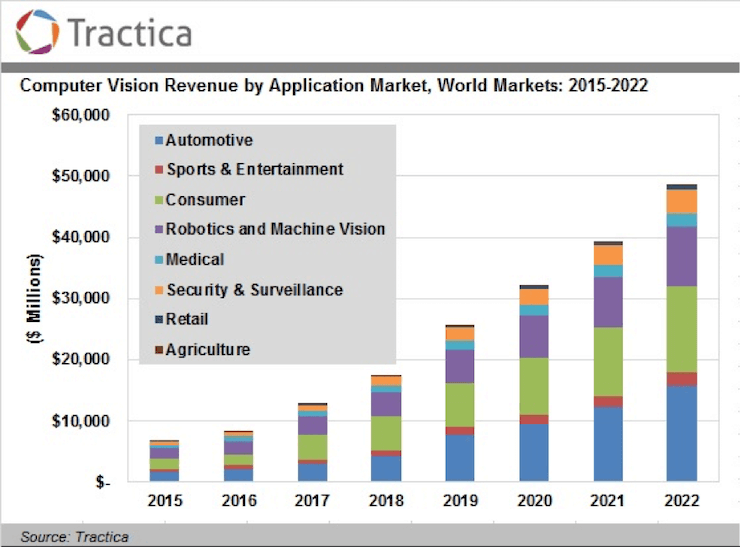 Tractica
Computer Vision Revenue by Application Market, World Markets: 2015-2022
$60,000
$50,000
$40,000
$30,000
$20,000
$10,000
$-
($ Millions)
Automotive
Sports & Entertainment
Consumer
Robotics and Machine Vision
Medical
Security & Surveillance
Retail
Agriculture
2015 2016 2017 2018 2019 2020 2021 2022
Source: Tractica